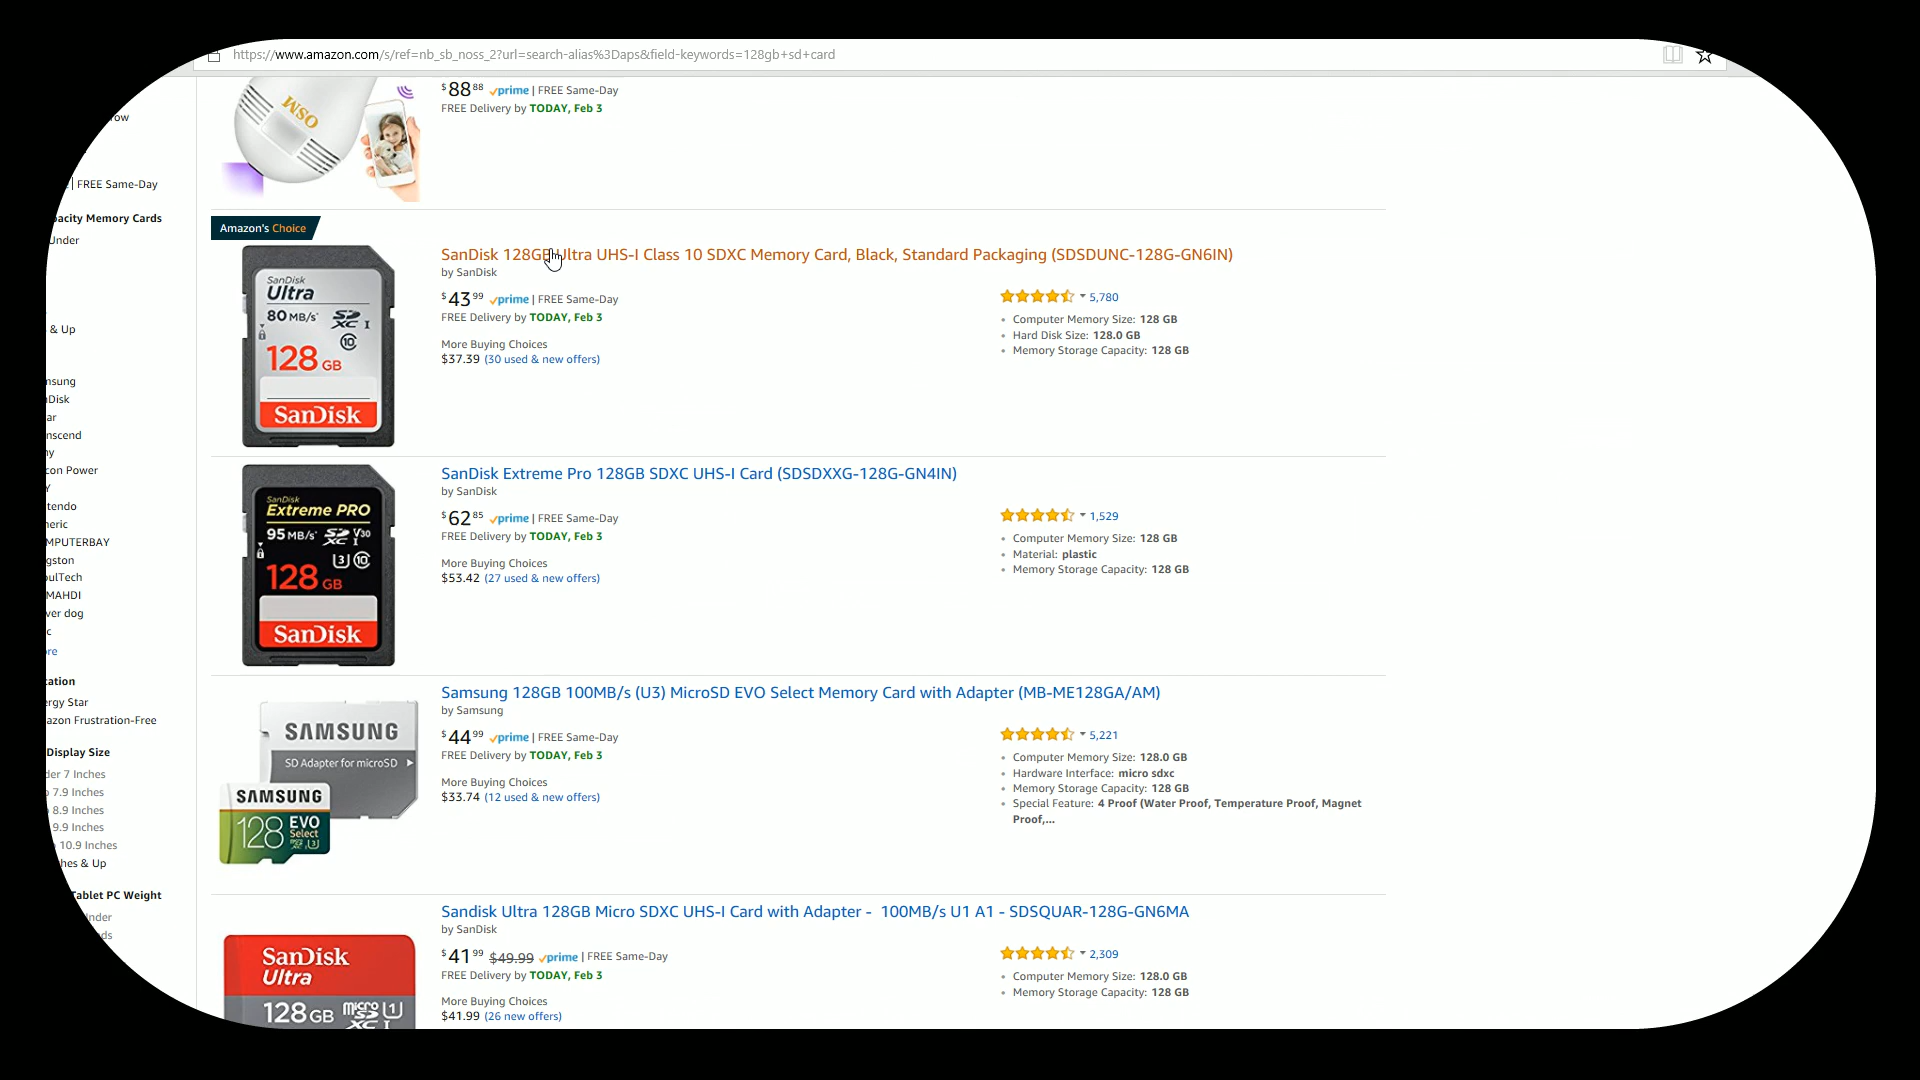 https://www.amazon.com/s/ref=nb_sb_noss_2?url=search-alias%3Daps&field-keywords=128gb+sd+card
$88 88 prime | FREE Same-Day
FREE Delivery by TODAY, Feb 3
OSM
| FREE Same-Day
Memory Cards
Under
& Up
Disk
con Power
tendo
MPUTERBAY
MAHDI
ver dog
Energy Star
azon Frustration-Free
Display Size
7 Inches
7.9 Inches
8.9 Inches
9.9 Inches
10.9 Inches
& Up
Tablet PC Weight
Amazon's Choice
SanDisk
Ultra
80 MB/s
SD XC I
10
128 GB
SanDisk
SanDisk 128GB Ultra UHS-I Class 10 SDXC Memory Card, Black, Standard Packaging (SDSDUNC-128G-GN6IN)
by SanDisk
$43 99 prime | FREE Same-Day
FREE Delivery by TODAY, Feb 3
More Buying Choices
$37.39 (30 used & new offers)
5,780
Computer Memory Size: 128 GB
Hard Disk Size: 128.0 GB
Memory Storage Capacity: 128 GB
SanDisk
Extreme PRO
95 MB/s SD XC I V30
U3 10
128 GB
SanDisk
SanDisk Extreme Pro 128GB SDXC UHS-I Card (SDSDXXG-128G-GN4IN)
by SanDisk
$62 85 prime | FREE Same-Day
FREE Delivery by TODAY, Feb 3
More Buying Choices
$53.42 (27 used & new offers)
1,529
Computer Memory Size: 128 GB
Material: plastic
Memory Storage Capacity: 128 GB
SAMSUNG
SD Adapter for microSD
SAMSUNG
128 EVO
Select
Samsung 128GB 100MB/s (U3) MicroSD EVO Select Memory Card with Adapter (MB-ME128GA/AM)
by Samsung
$44 99 prime | FREE Same-Day
FREE Delivery by TODAY, Feb 3
More Buying Choices
$33.74 (12 used & new offers)
5,221
Computer Memory Size: 128.0 GB
Hardware Interface: micro sdxc
Memory Storage Capacity: 128 GB
Special Feature: 4 Proof (Water Proof, Temperature Proof, Magnet
Proof,...
SanDisk
Ultra
128GB micro SD XC I U1
Sandisk Ultra 128GB Micro SDXC UHS-I Card with Adapter - 100MB/s U1 A1 - SDSQUAR-128G-GN6MA
by SanDisk
$41 99 $49.99 prime | FREE Same-Day
FREE Delivery by TODAY, Feb 3
More Buying Choices
$41.99 (26 new offers)
2,309
Computer Memory Size: 128.0 GB
Memory Storage Capacity: 128 GB